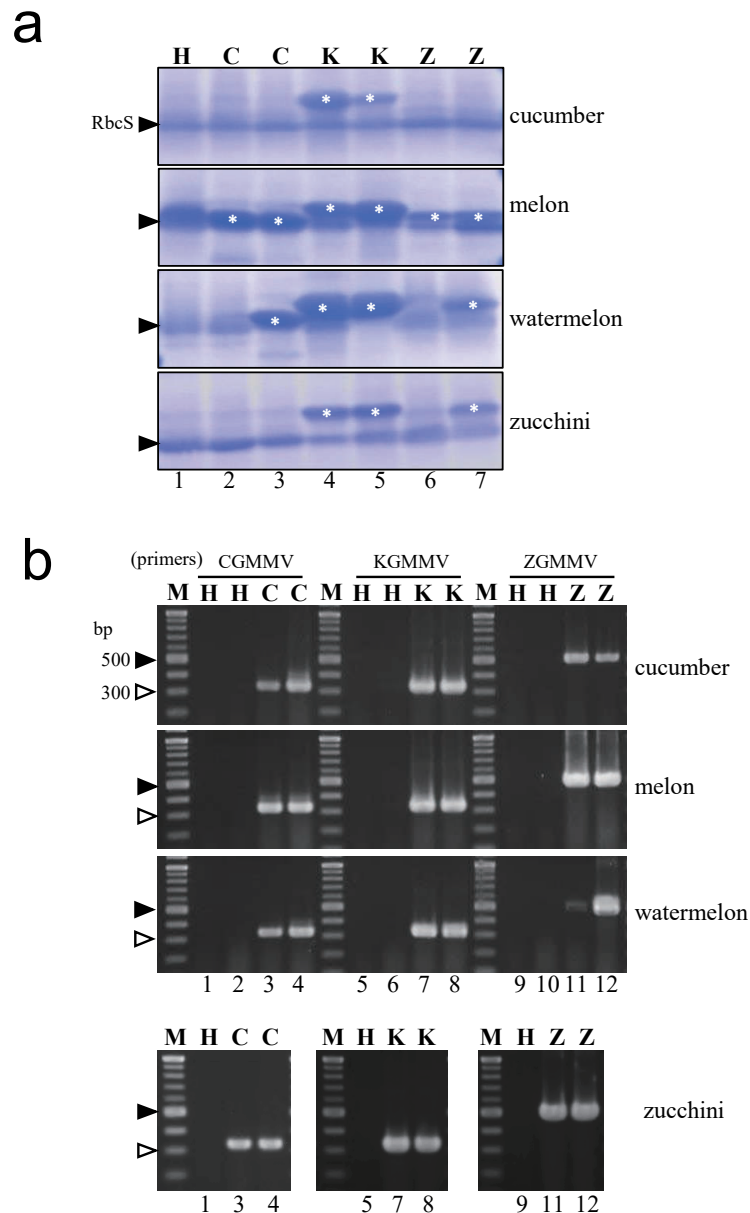 a
H C C K K Z Z
RbcS
* * cucumber
* * * * * * melon
* * * * watermelon
* * * zucchini
1 2 3 4 5 6 7
b
(primers) CGMMV KGMMV ZGMMV
M H H C C M H H K K M H H Z Z
bp
500
300
cucumber
melon
watermelon
1 2 3 4 5 6 7 8 9 10 11 12
M H C C M H K K M H Z Z
zucchini
1 3 4 5 7 8 9 11 12